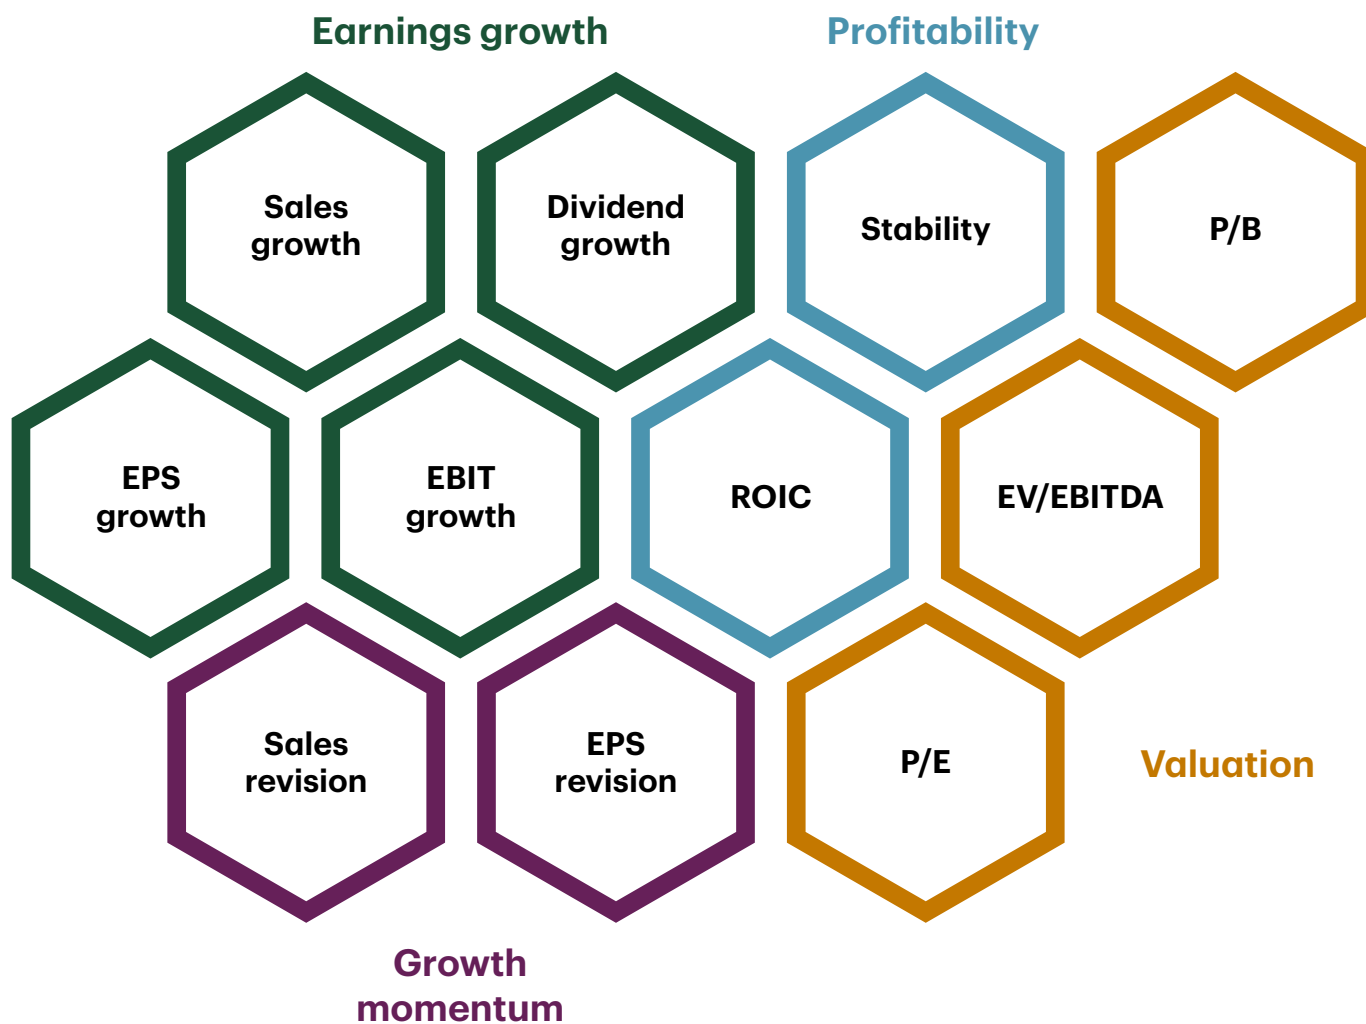 Earnings growth
Profitability
Sales
growth
Dividend
growth
Stability
P/B
EPS
growth
EBIT
growth
ROIC
EV/EBITDA
Sales
revision
EPS
revision
P/E
Valuation
Growth
momentum